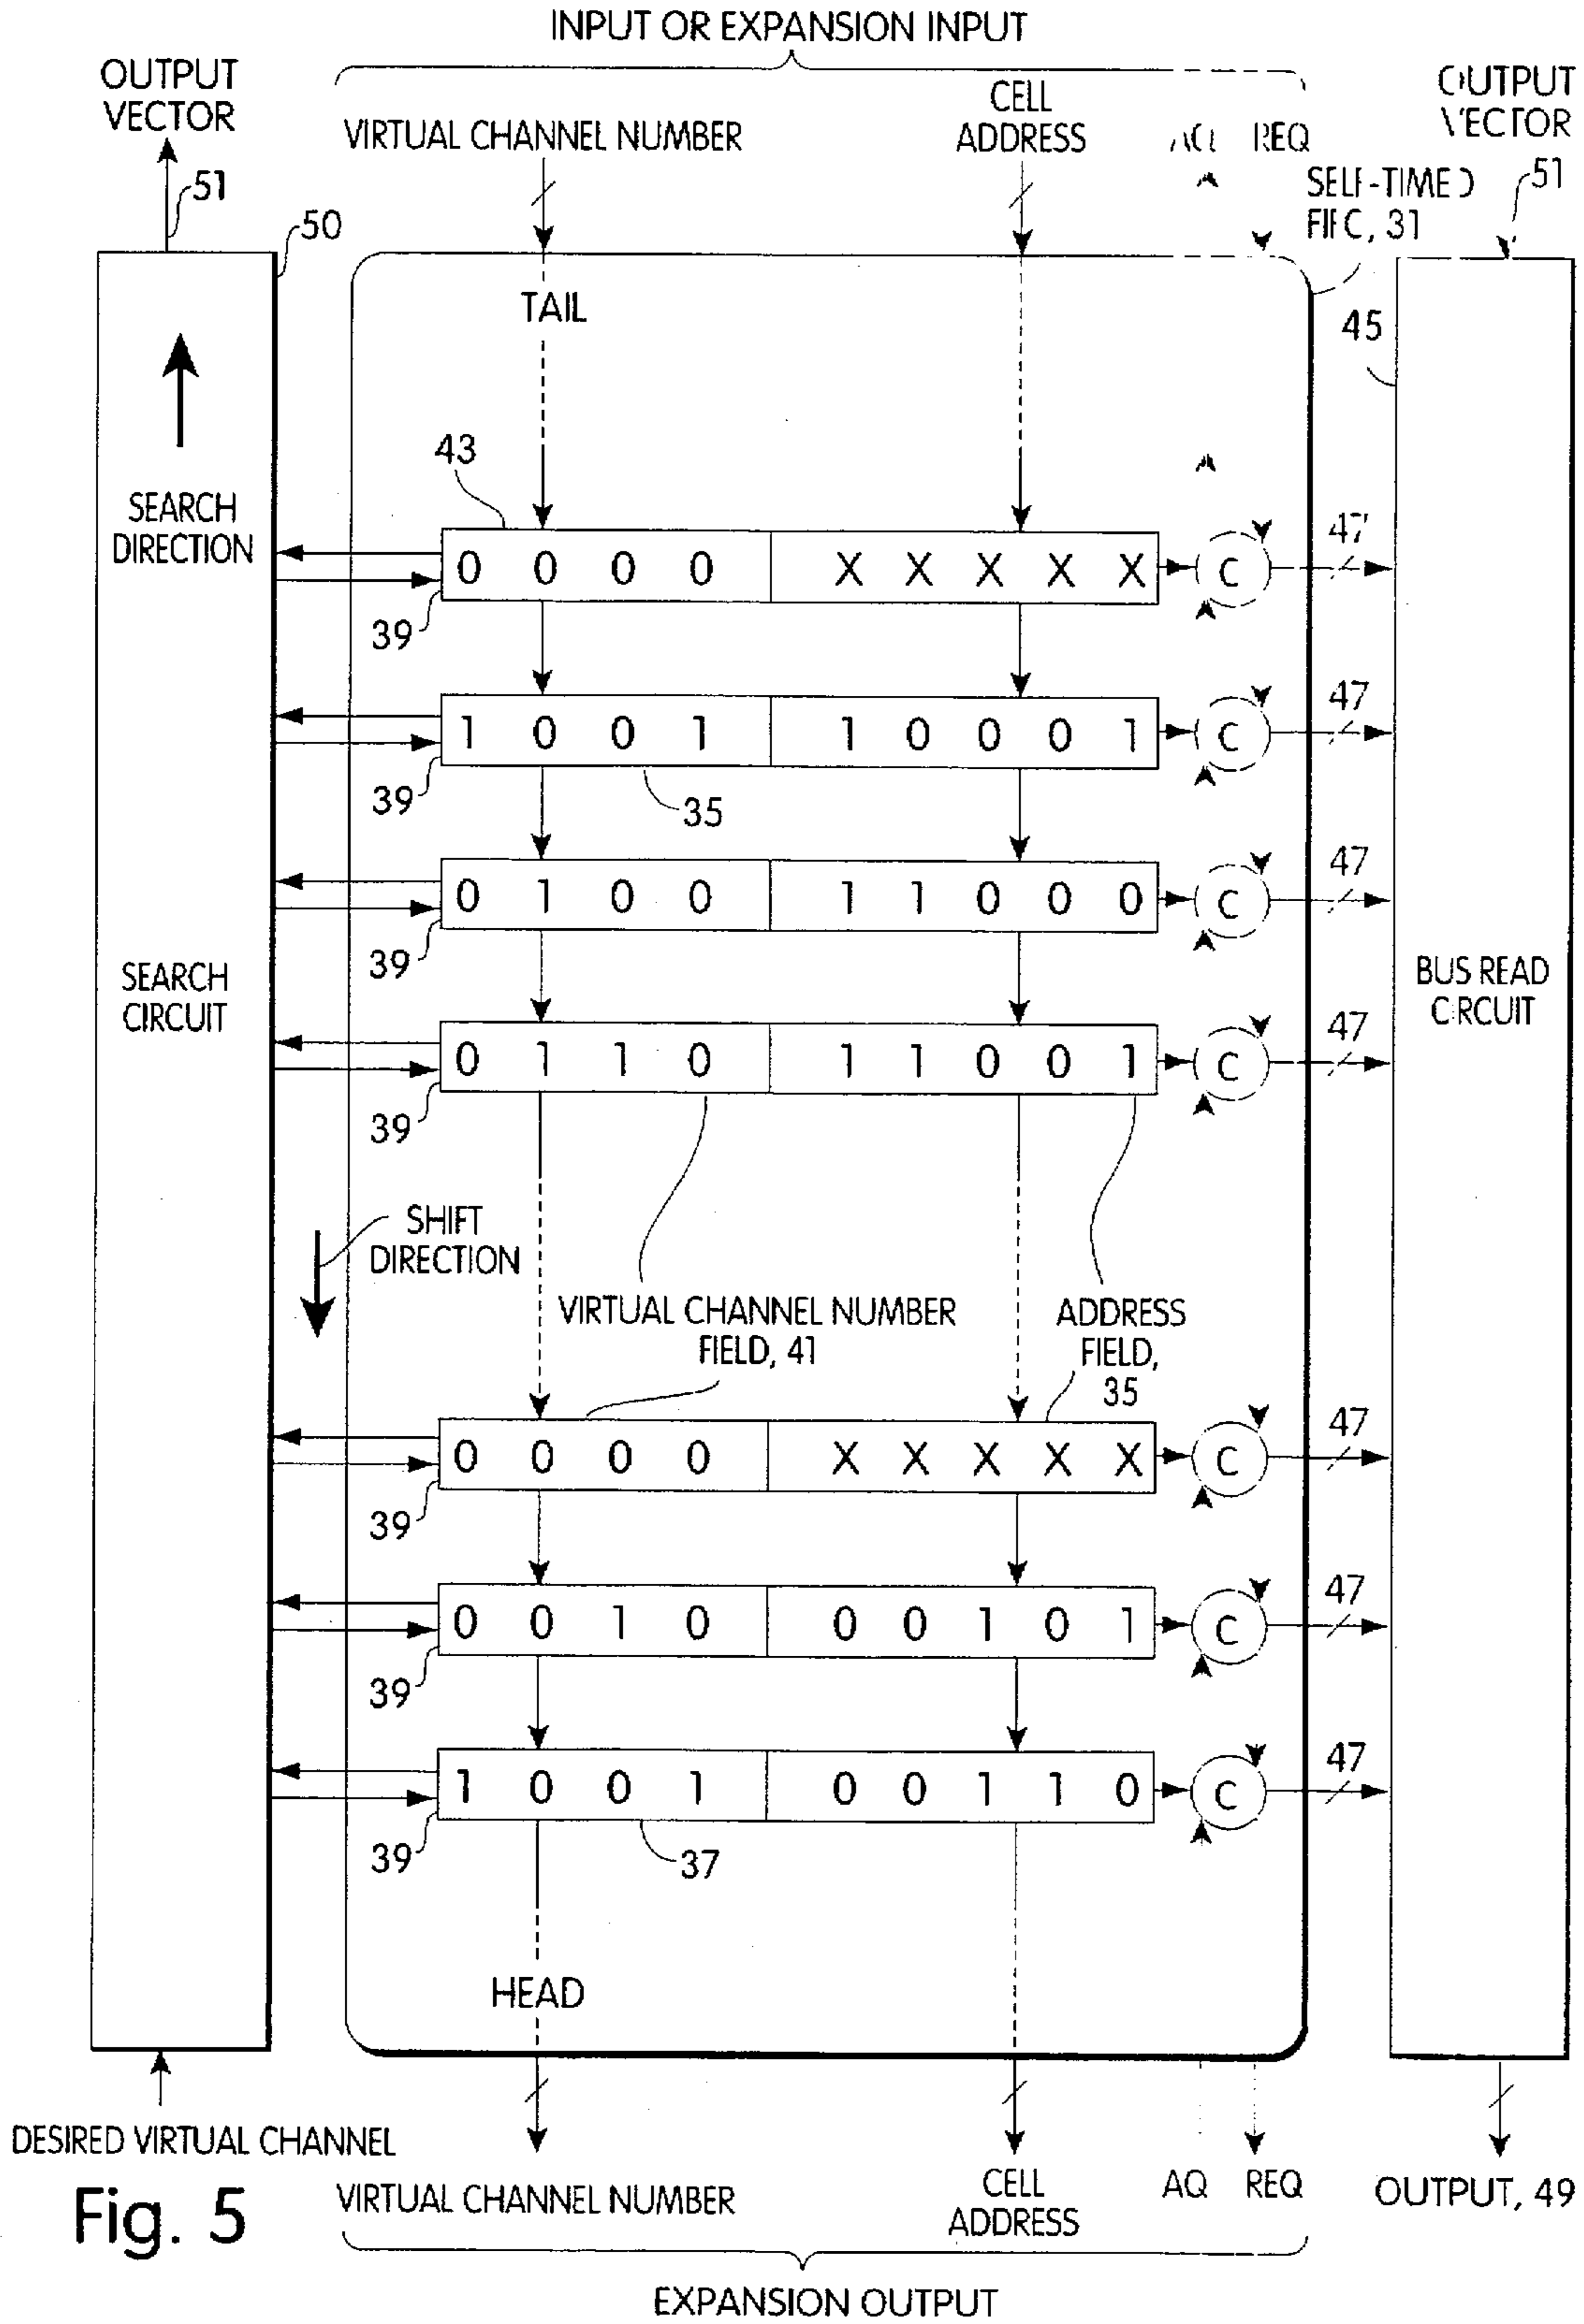 INPUT OR EXPANSION INPUT
OUTPUT
VECTOR
51
50
VIRTUAL CHANNEL NUMBER
CELL
ADDRESS
REQ
OUTPUT
VECTOR
51
SELF-TIMED
FIFO, 31
45
TAIL
SEARCH
DIRECTION
43
0 0 0 0 X X X X X C 47
39
1 0 0 1 1 0 0 0 1 C 47
39
35
0 1 0 0 1 1 0 0 0 C 47
39
SEARCH
CIRCUIT
BUS READ
CIRCUIT
0 1 1 0 1 1 0 0 1 C 47
39
SHIFT
DIRECTION
VIRTUAL CHANNEL NUMBER
FIELD, 41
ADDRESS
FIELD,
35
0 0 0 0 X X X X X C 47
39
0 0 1 0 0 0 1 0 1 C 47
39
1 0 0 1 0 0 1 1 0 C 47
39
37
HEAD
DESIRED VIRTUAL CHANNEL
VIRTUAL CHANNEL NUMBER
CELL
ADDRESS
AQ REQ
OUTPUT, 49
Fig. 5
EXPANSION OUTPUT